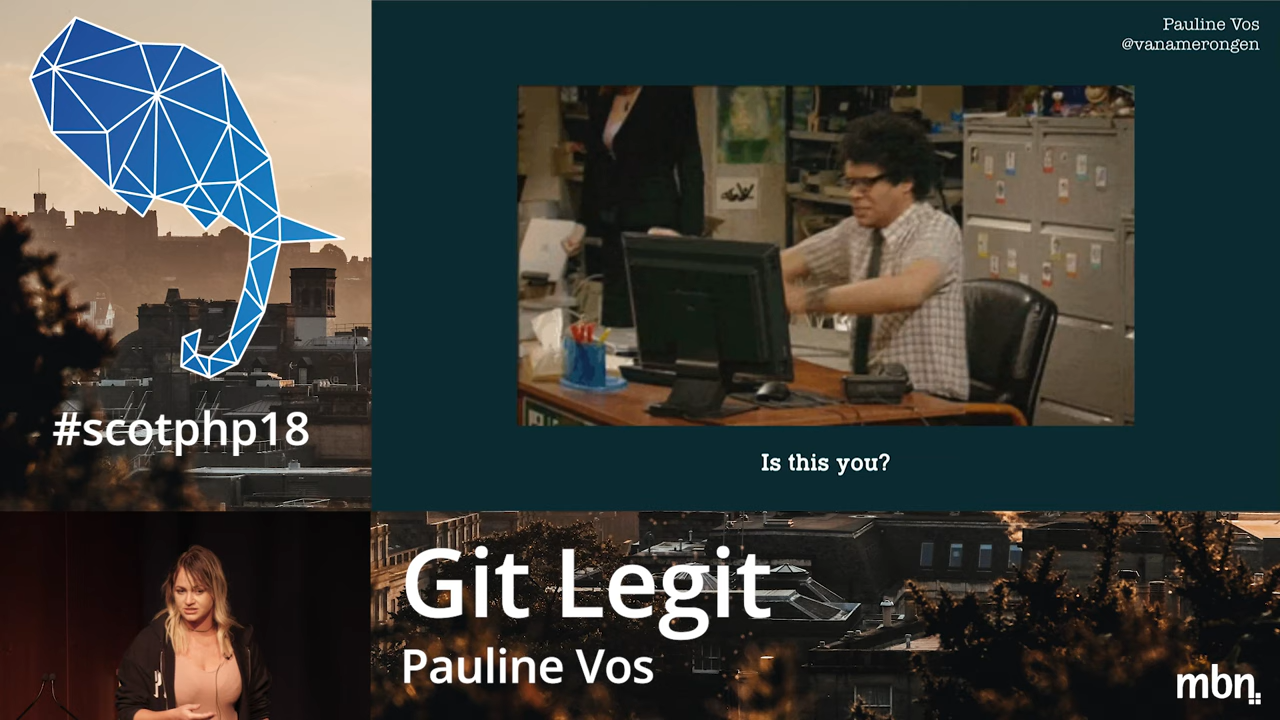 Pauline Vos
@vanamerongen
Is this you?
#scotphp18
Git Legit
Pauline Vos
mbn